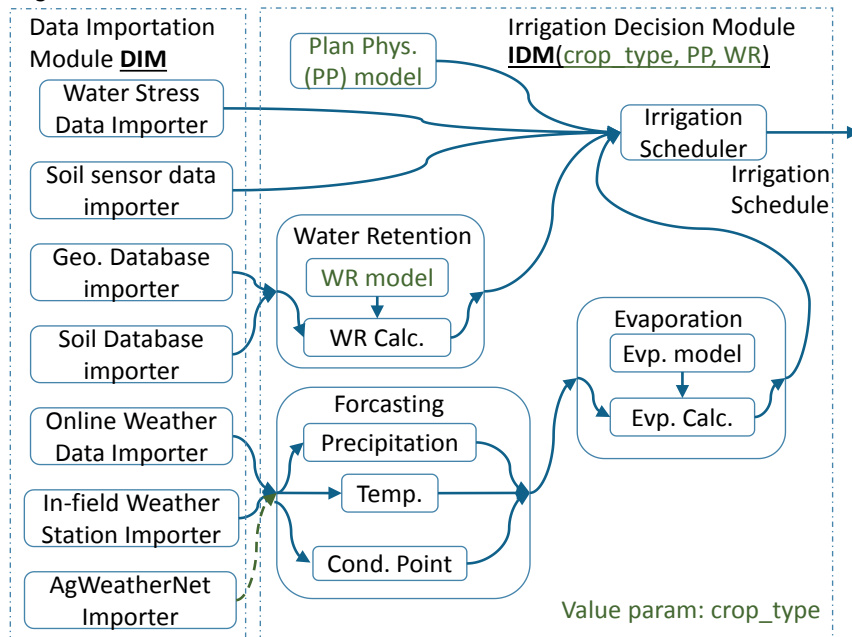 Data Importation
Module DIM
Water Stress
Data Importer
Soil sensor data
importer
Geo. Database
importer
Soil Database
importer
Online Weather
Data Importer
In-field Weather
Station Importer
AgWeatherNet
Importer
Plan Phys.
(PP) model
Irrigation Decision Module
IDM(crop_type, PP, WR)
Irrigation
Scheduler
Irrigation
Schedule
Water Retention
WR model
WR Calc.
Evaporation
Evp. model
Evp. Calc.
Forcasting
Precipitation
Temp.
Cond. Point
Value param: crop_type